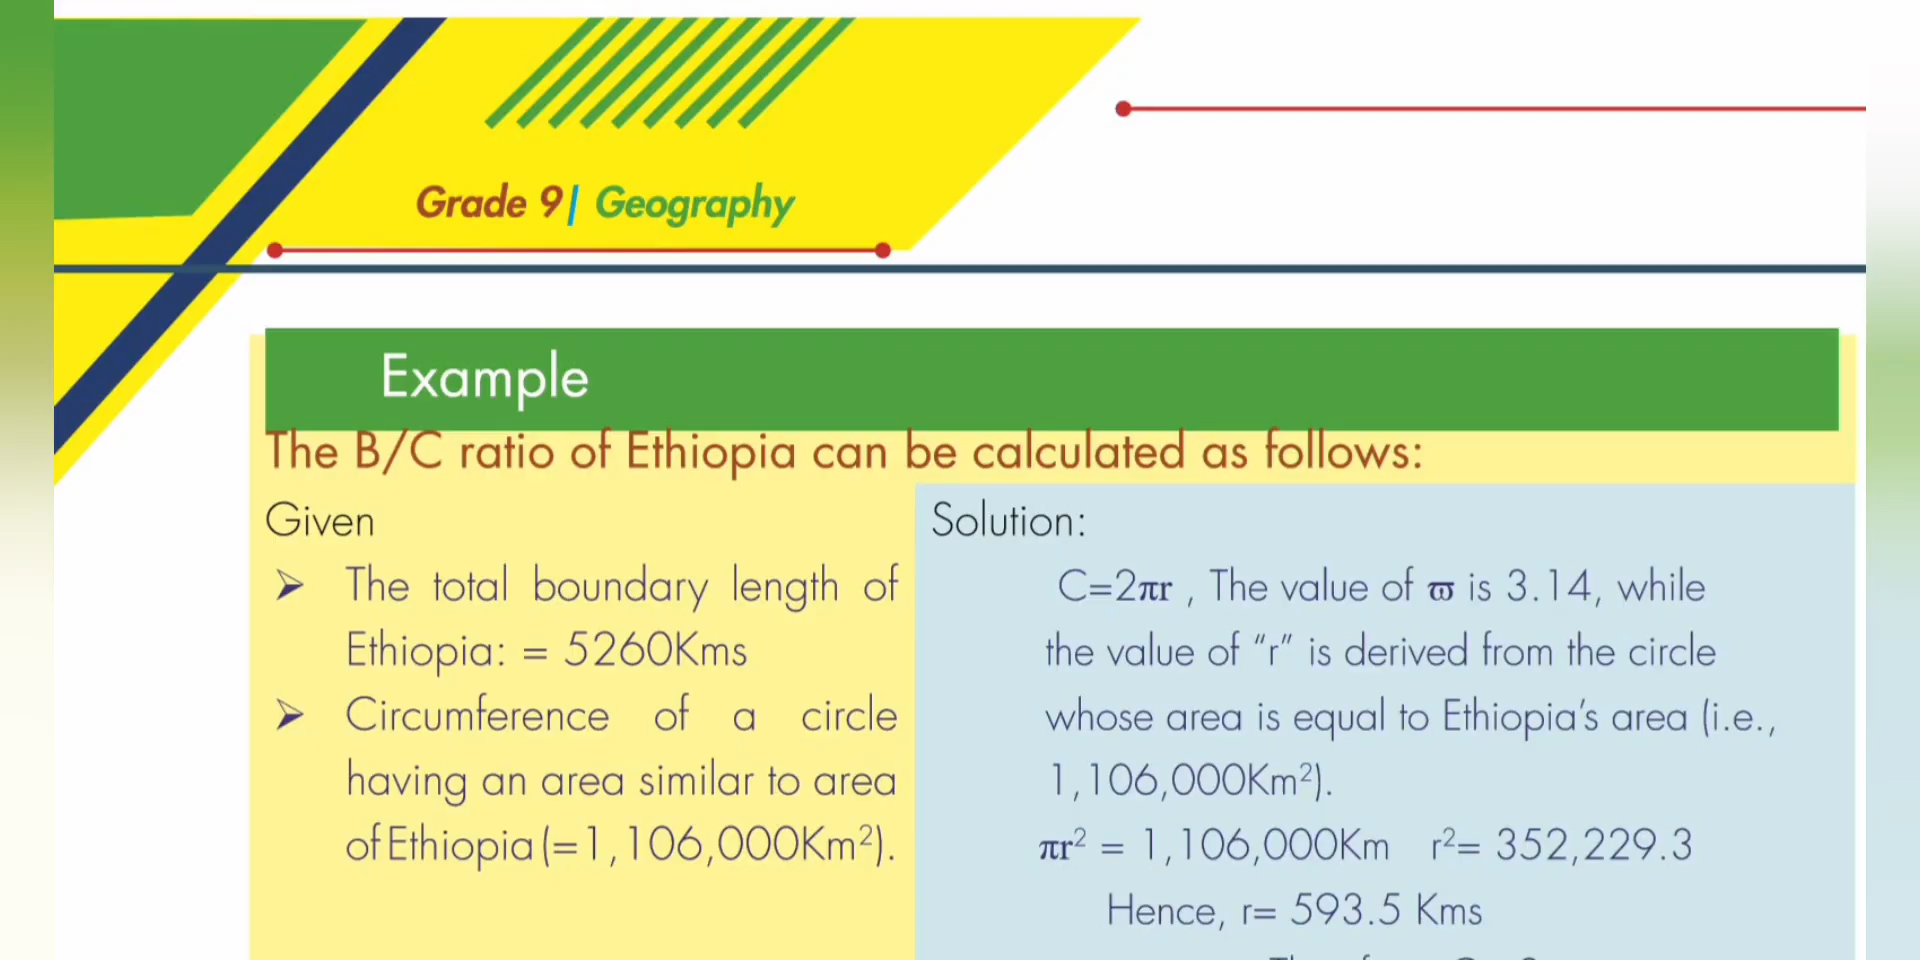 Grade 9| Geography
Example
The B/C ratio of Ethiopia can be calculated as follows:
Given
➢ The total boundary length of
Ethiopia: = 5260Kms
➢ Circumference of a circle
having an area similar to area
of Ethiopia (=1,106,000Km²).
Solution:
C=2πr , The value of ϖ is 3.14, while
the value of “r” is derived from the circle
whose area is equal to Ethiopia’s area (i.e.,
1,106,000Km²).
πr² = 1,106,000Km r²= 352,229.3
Hence, r= 593.5 Kms